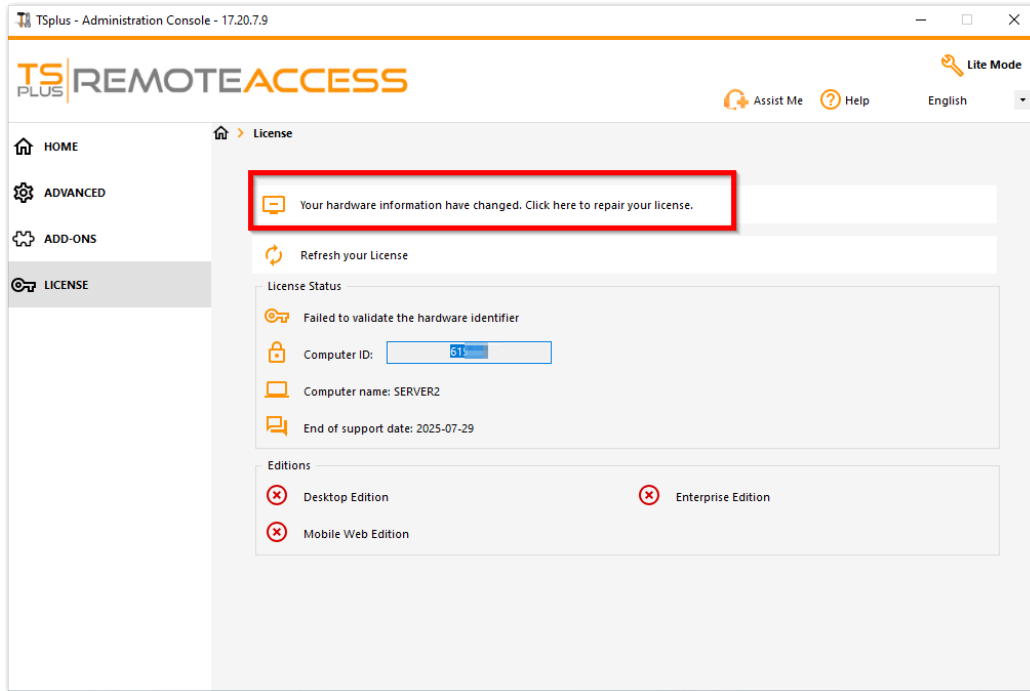 TSplus - Administration Console - 17.20.7.9
TS PLUS REMOTEACCESS
Lite Mode
Assist Me
Help
English
HOME
ADVANCED
ADD-ONS
LICENSE
License
Your hardware information have changed. Click here to repair your license.
Refresh your License
License Status
Failed to validate the hardware identifier
Computer ID:
Computer name: SERVER2
End of support date: 2025-07-29
Editions
Desktop Edition
Enterprise Edition
Mobile Web Edition